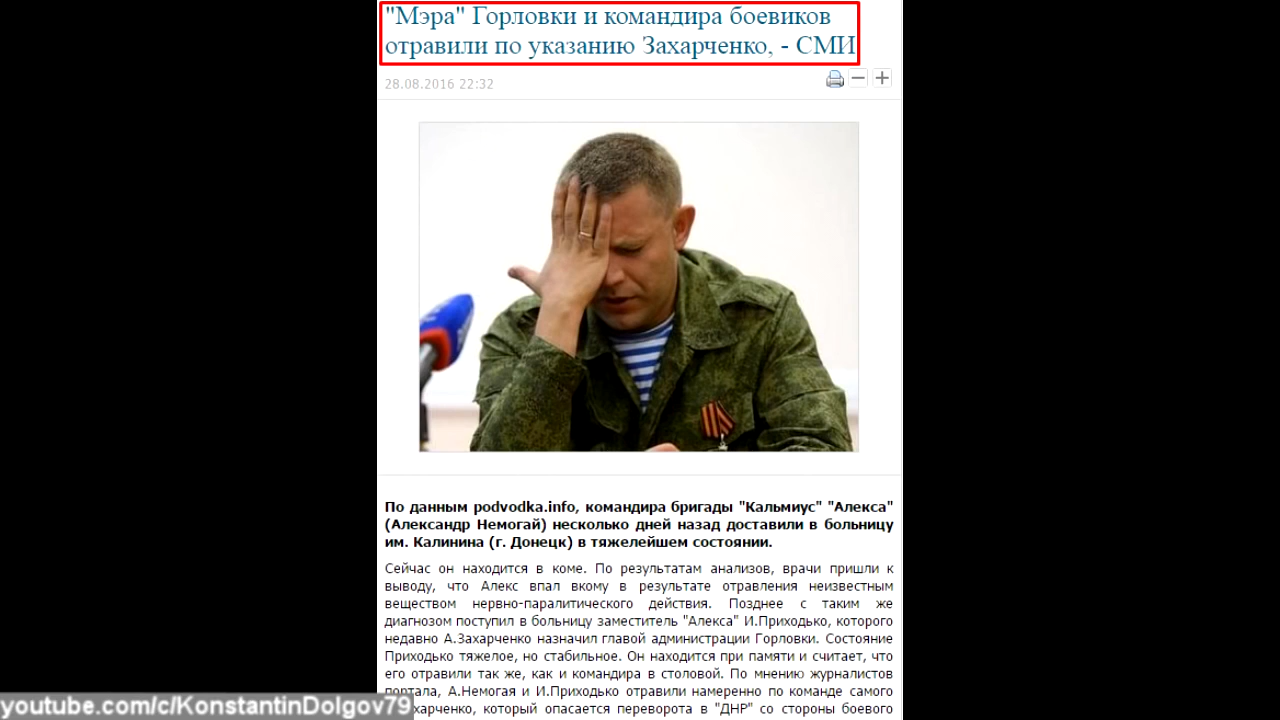 "Мэра" Горловки и командира боевиков
отравили по указанию Захарченко, - СМИ
28.08.2016 22:32
По данным podvodka.info, командира бригады "Кальмиус" "Алекса"
(Александр Немогай) несколько дней назад доставили в больницу
им. Калинина (г. Донецк) в тяжелейшем состоянии.
Сейчас он находится в коме. По результатам анализов, врачи пришли к
выводу, что Алекс впал вкому в результате отравления неизвестным
веществом нервно-паралитического действия. Позднее с таким же
диагнозом поступил в больницу заместитель "Алекса" И.Приходько, которого
недавно А.Захарченко назначил главой администрации Горловки. Состояние
Приходько тяжелое, но стабильное. Он находится при памяти и считает, что
его отравили так же, как и командира в столовой. По мнению журналистов
портала, А.Немогая и И.Приходько отравили намеренно по команде самого
харченко, который опасается переворота в "ДНР" со стороны боевого
youtube.com/c/KonstantinDolgov79